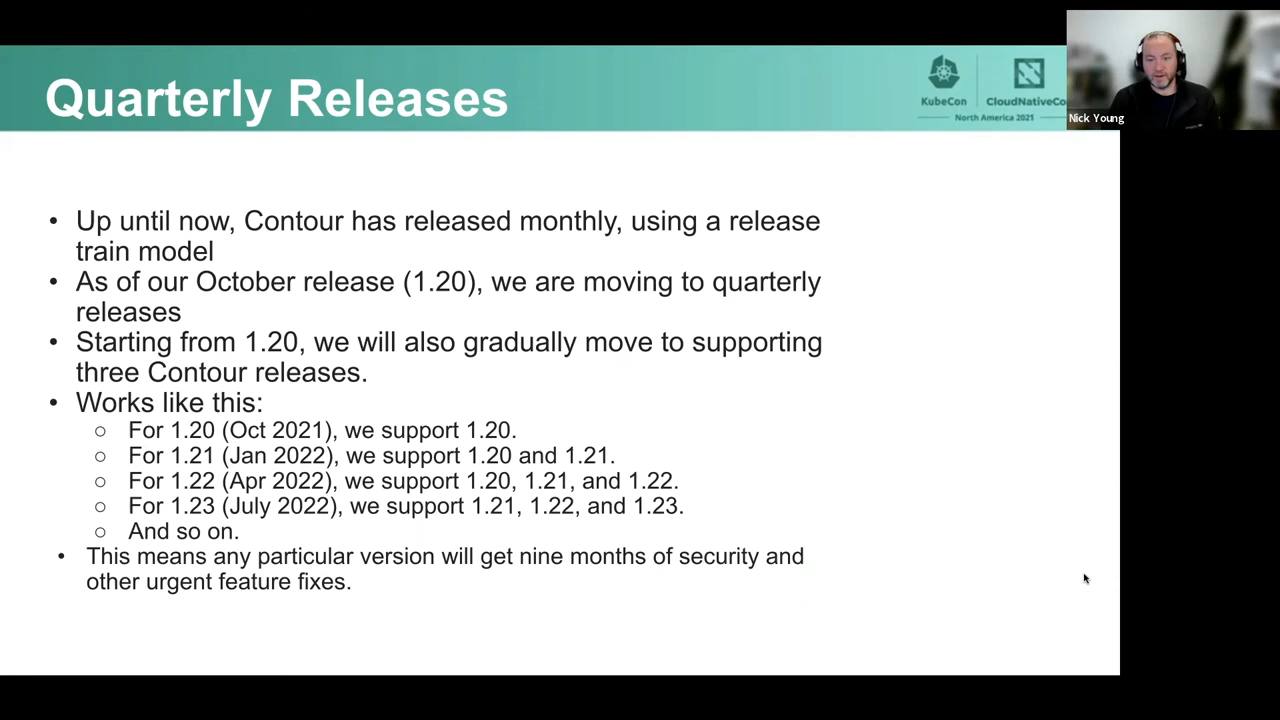 Quarterly Releases
KubeCon
CloudNativeCo
North America 2021
Nick Young
• Up until now, Contour has released monthly, using a release
train model
• As of our October release (1.20), we are moving to quarterly
releases
• Starting from 1.20, we will also gradually move to supporting
three Contour releases.
• Works like this:
○ For 1.20 (Oct 2021), we support 1.20.
○ For 1.21 (Jan 2022), we support 1.20 and 1.21.
○ For 1.22 (Apr 2022), we support 1.20, 1.21, and 1.22.
○ For 1.23 (July 2022), we support 1.21, 1.22, and 1.23.
○ And so on.
• This means any particular version will get nine months of security and
other urgent feature fixes.